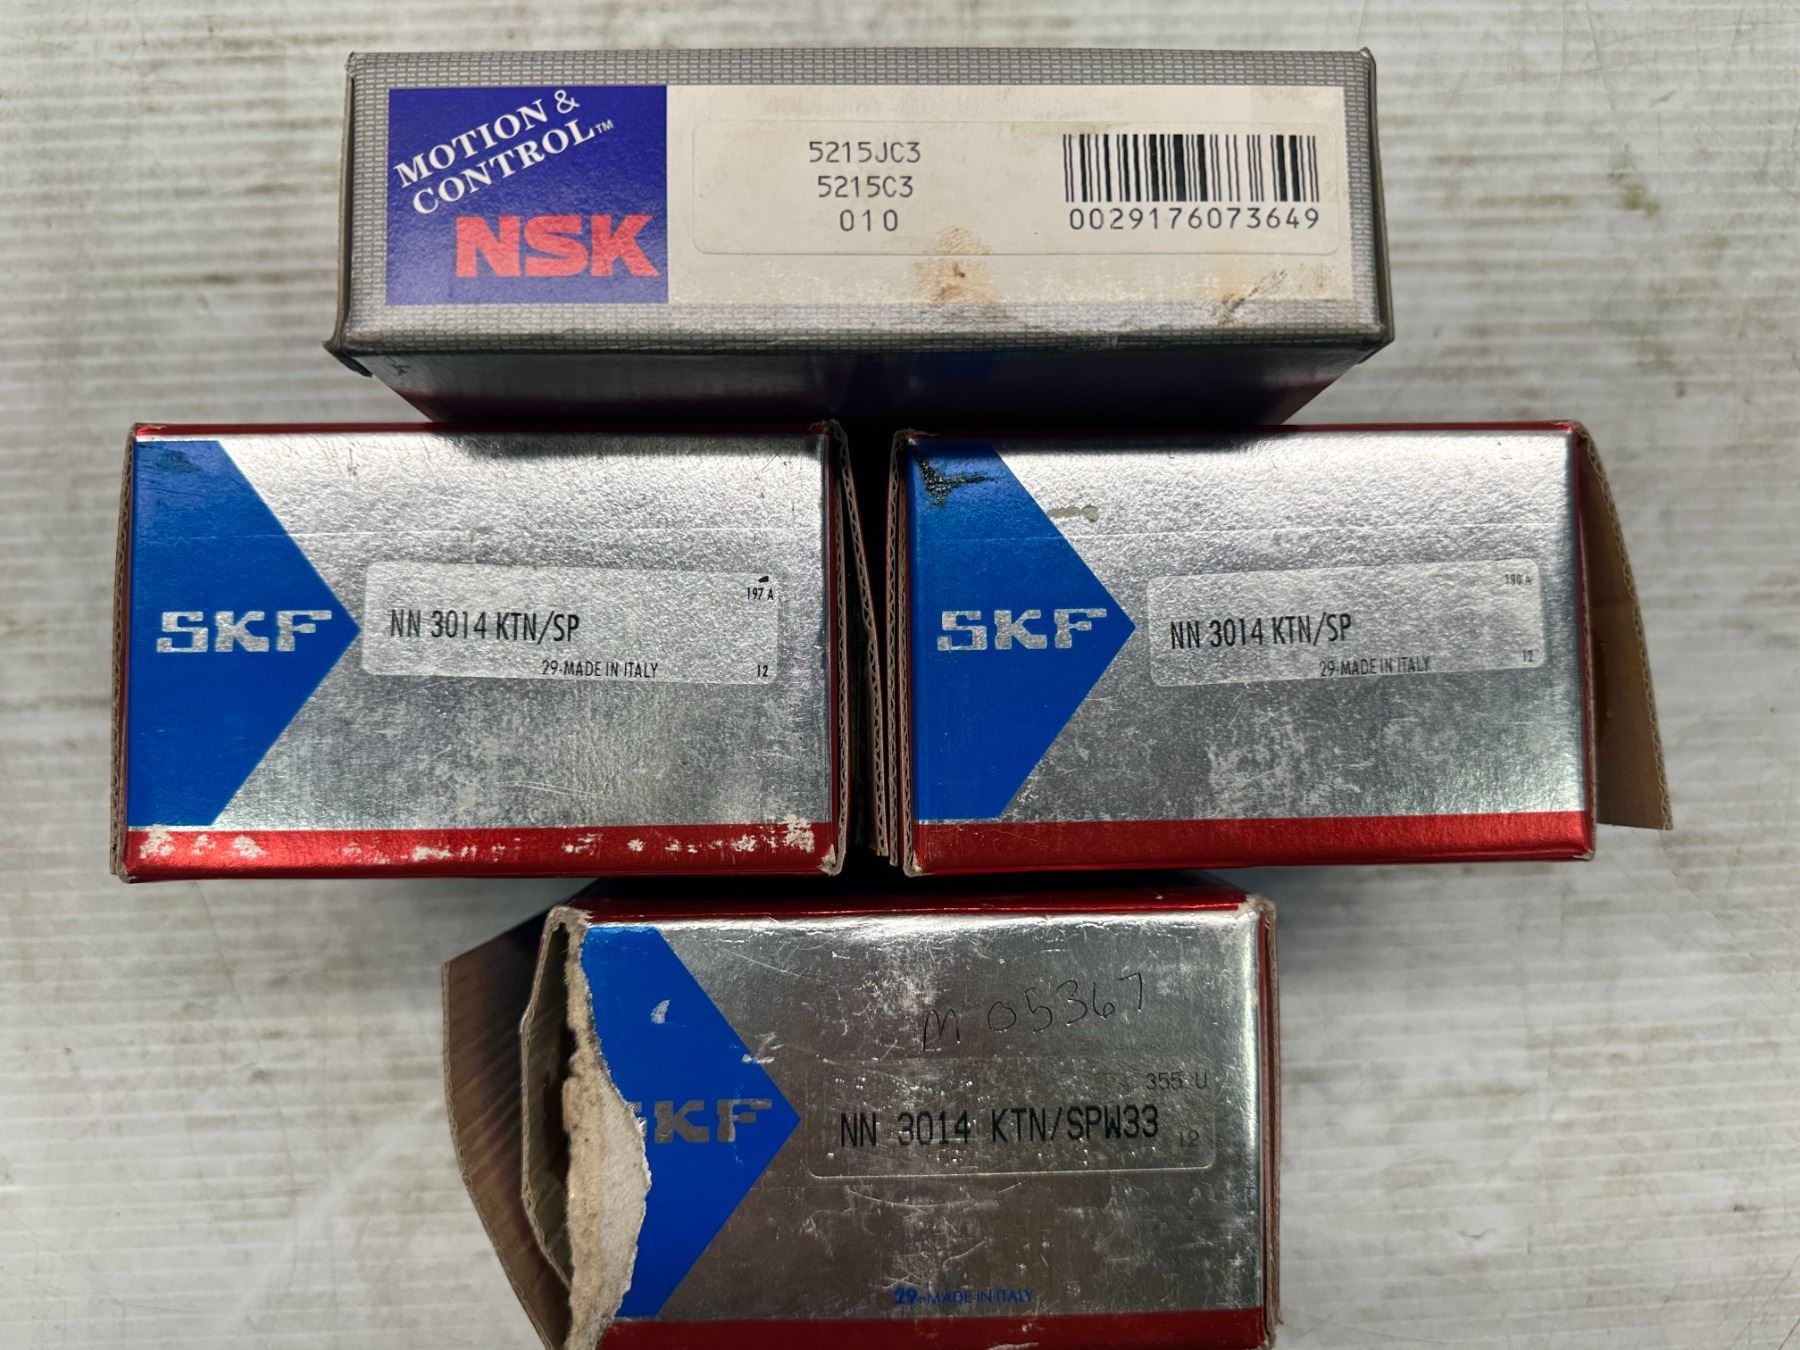 MOTION &
CONTROL™
NSK
5215JC3
5215C3
010
0029176073649
SKF
197 A
NN 3014 KTN/SP
29-MADE IN ITALY
12
SKF
190 A
NN 3014 KTN/SP
29-MADE IN ITALY
12
SKF
M 05367
355 U
NN 3014 KTN/SPW33
12
29-MADE IN ITALY